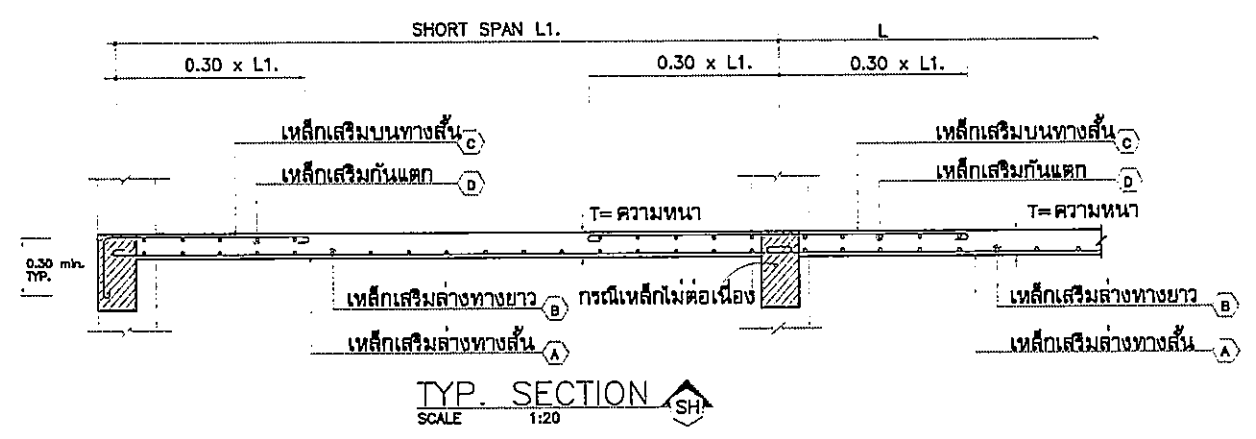 SHORT SPAN L1.
L
0.30 x L1.
0.30 x L1.
0.30 x L1.
เหล็กเสริมบนทางสั้น C
เหล็กเสริมบนทางสั้น C
เหล็กเสริมกันแตก D
เหล็กเสริมกันแตก D
T= ความหนา
T= ความหนา
0.30 min.
TYP.
เหล็กเสริมล่างทางยาว B
กรณีเหล็กไม่ต่อเนื่อง
เหล็กเสริมล่างทางยาว B
เหล็กเสริมล่างทางสั้น A
เหล็กเสริมล่างทางสั้น A
TYP. SECTION SH
SCALE 1:20